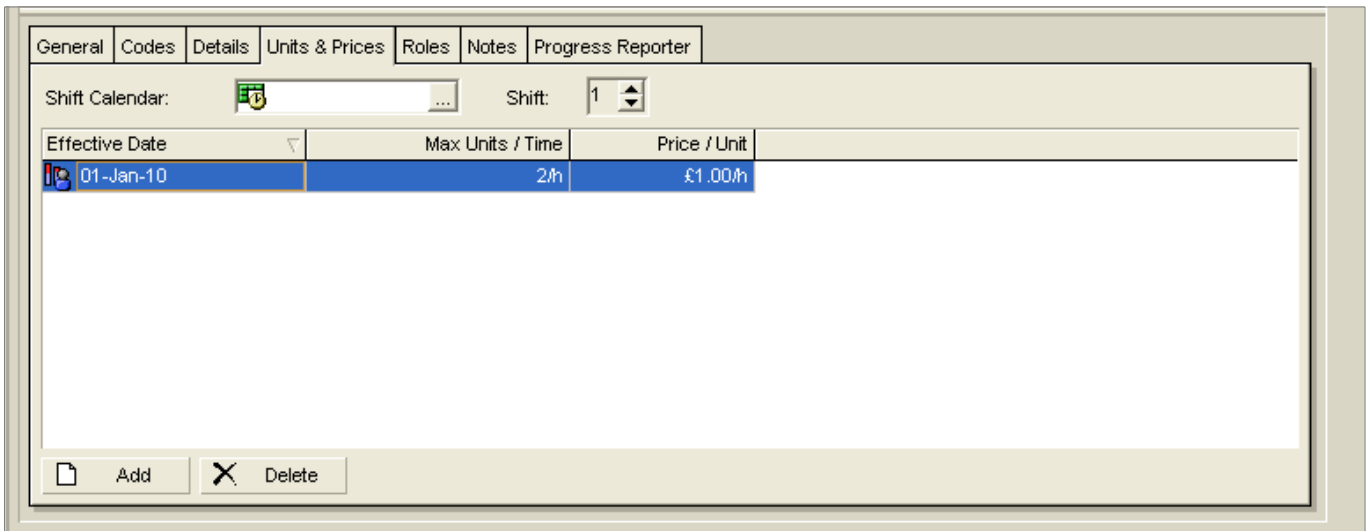 General Codes Details Units & Prices Roles Notes Progress Reporter
Shift Calendar: ... Shift: 1
Effective Date Max Units / Time Price / Unit
01-Jan-10 2/h £1.00/h
Add Delete